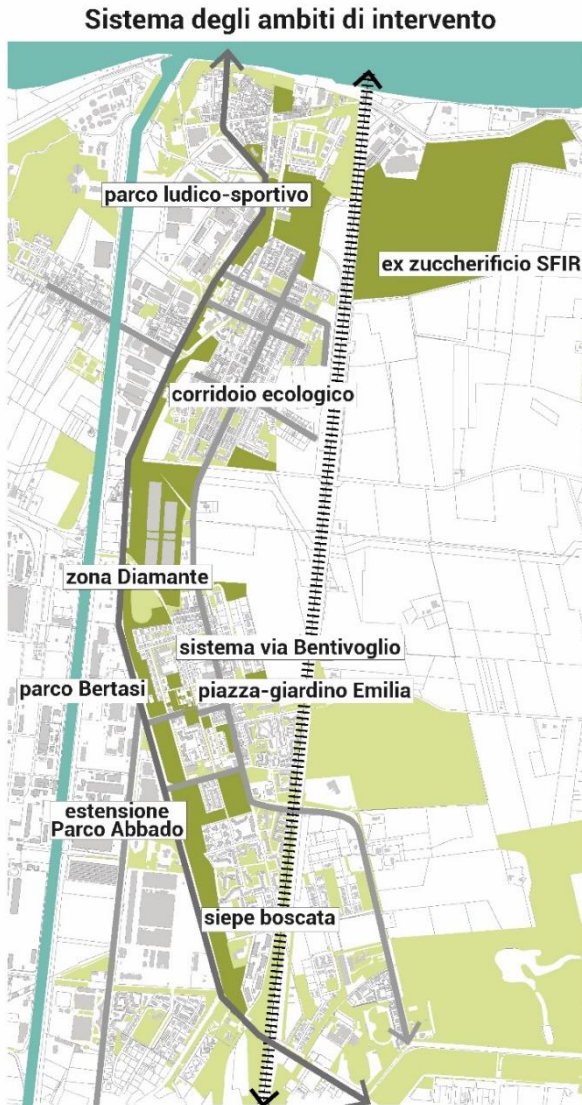 Sistema degli ambiti di intervento
parco ludico-sportivo
ex zuccherificio SFIR
corridoio ecologico
zona Diamante
sistema via Bentivoglio
parco Bertasi
piazza-giardino Emilia
estensione
Parco Abbado
siepe boscata